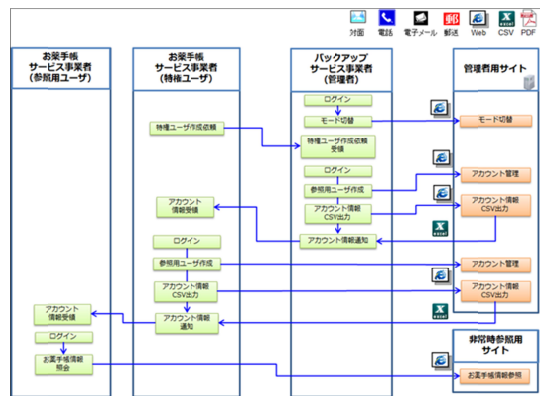 対面
電話
電子メール
郵送
Web
CSV
PDF
お薬手帳
サービス事業者
(参照用ユーザ)
お薬手帳
サービス事業者
(特権ユーザ)
バックアップ
サービス事業者
(管理者)
管理者用サイト
ログイン
モード切替
モード切替
特権ユーザ作成依頼
特権ユーザ作成依頼
受領
ログイン
参照用ユーザ作成
アカウント管理
アカウント情報
CSV出力
アカウント情報
CSV出力
アカウント
情報受領
アカウント情報通知
ログイン
参照用ユーザ作成
アカウント管理
アカウント情報
CSV出力
アカウント情報
CSV出力
アカウント
情報受領
アカウント情報
通知
ログイン
お薬手帳情報
照会
非常時参照用
サイト
お薬手帳情報参照